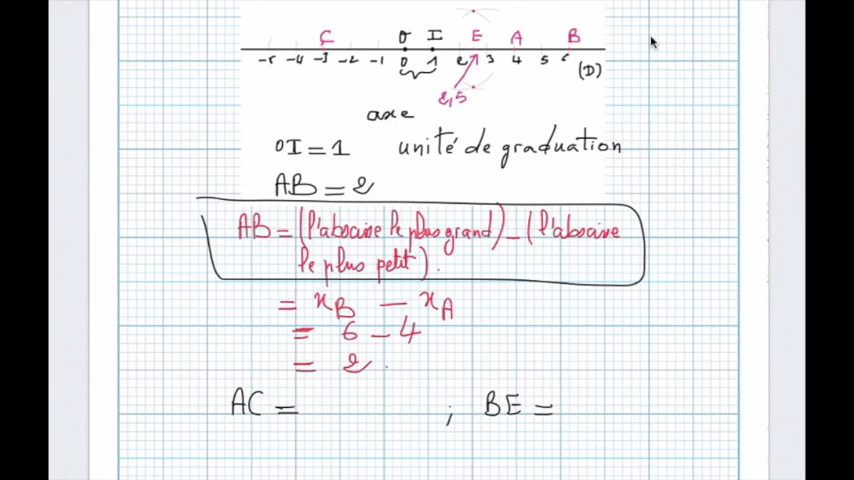 C O I E A B
-5 -4 -3 -2 -1 0 1 2 3 4 5 6 (D)
2,5
axe
OI = 1 unité de graduation
AB = 2
AB = (l'abscisse le plus grand) - (l'abscisse
le plus petit).
= xB - xA
= 6 - 4
= 2.
AC = ; BE =